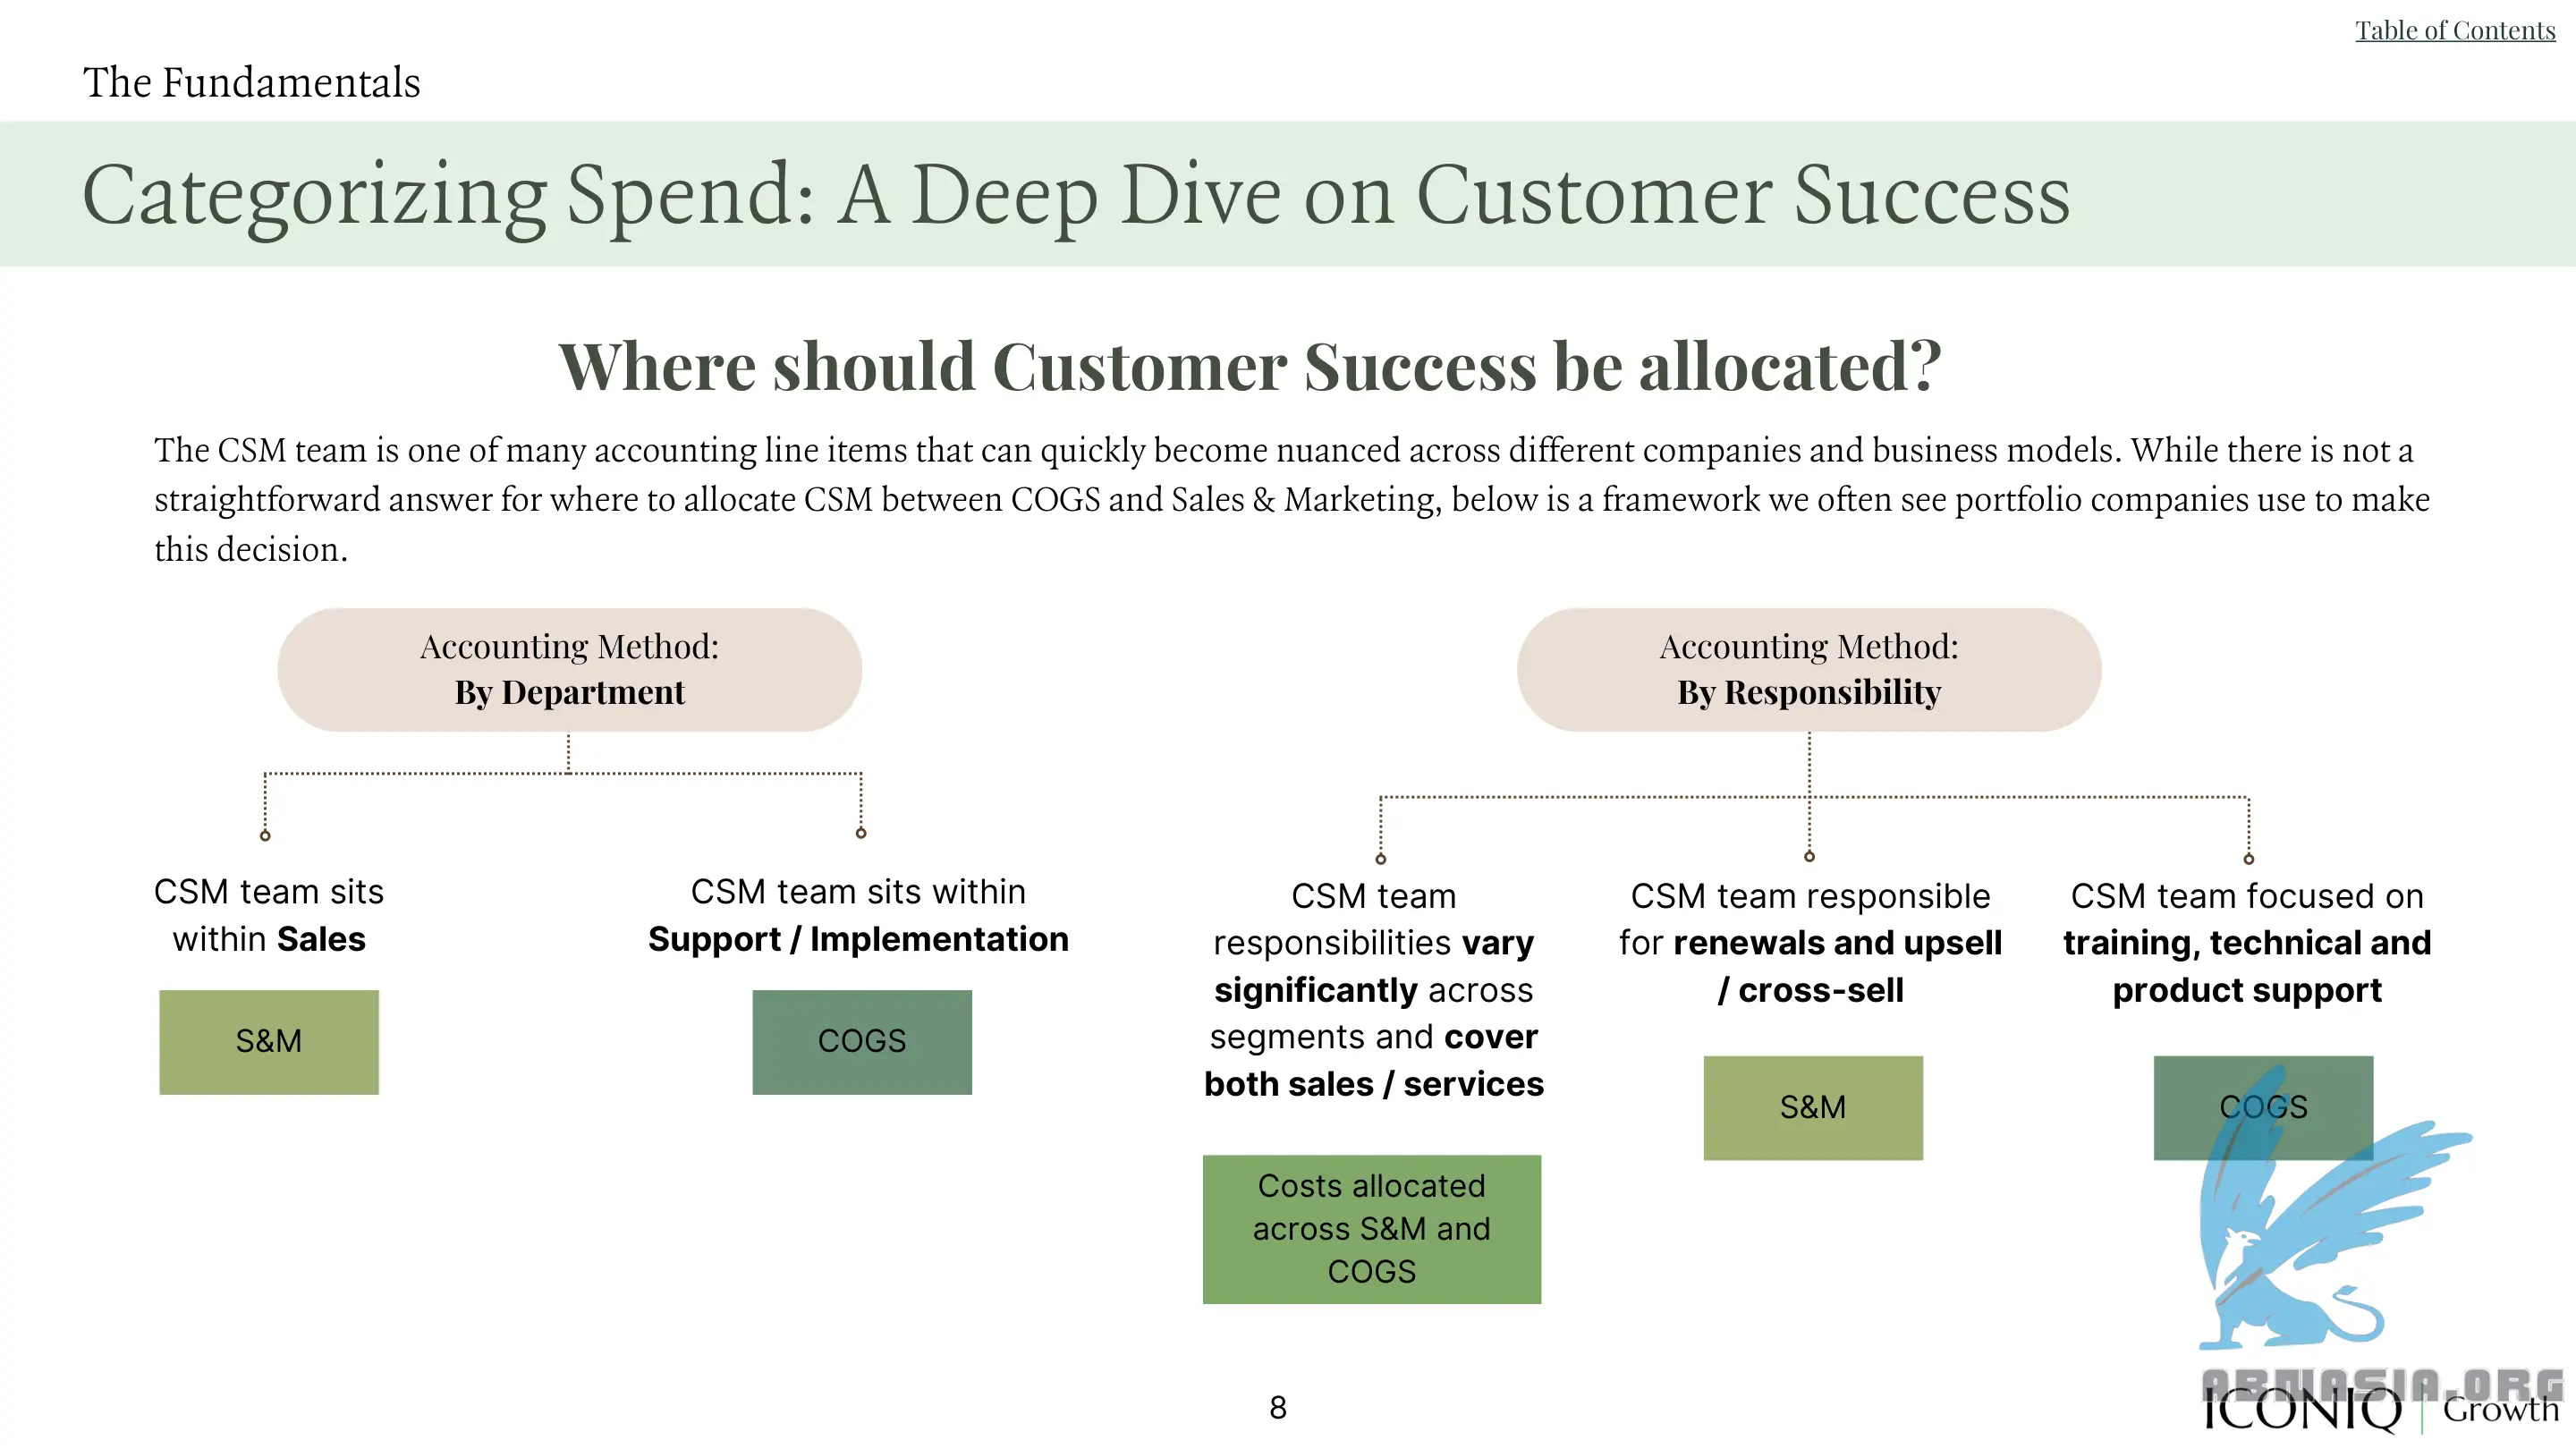 Table of Contents
The Fundamentals
Categorizing Spend: A Deep Dive on Customer Success
Where should Customer Success be allocated?
The CSM team is one of many accounting line items that can quickly become nuanced across different companies and business models. While there is not a
straightforward answer for where to allocate CSM between COGS and Sales & Marketing, below is a framework we often see portfolio companies use to make
this decision.
Accounting Method:
By Department
CSM team sits
within Sales
S&M
CSM team sits within
Support / Implementation
COGS
Accounting Method:
By Responsibility
CSM team
responsibilities vary
significantly across
segments and cover
both sales / services
Costs allocated
across S&M and
COGS
CSM team responsible
for renewals and upsell
/ cross-sell
S&M
CSM team focused on
training, technical and
product support
COGS
8
ABMASIA.ORG
ICONIQ | Growth